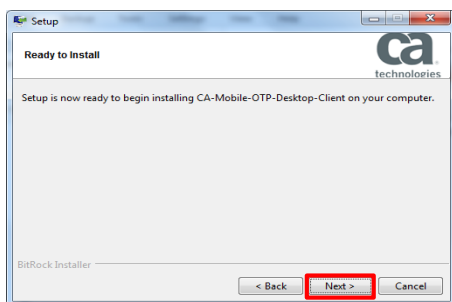 Setup
Ready to Install
ca
technologies
Setup is now ready to begin installing CA-Mobile-OTP-Desktop-Client on your computer.
BitRock Installer
< Back
Next >
Cancel